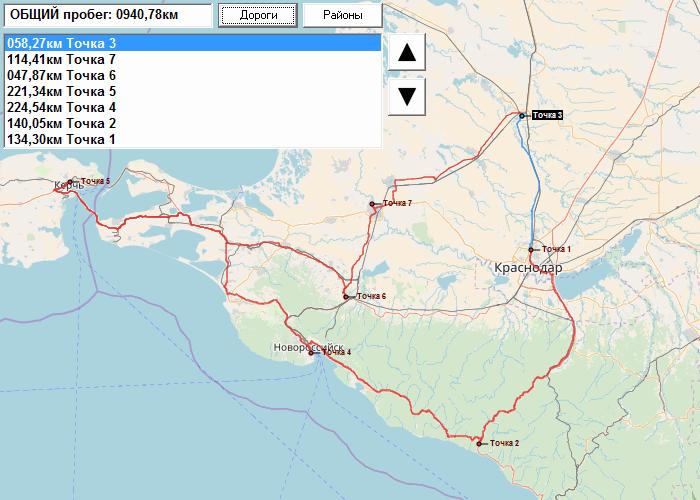 ОБЩИЙ пробег: 0940,78км
Дороги
Районы
058,27км Точка 3
114,41км Точка 7
047,87км Точка 6
221,34км Точка 5
224,54км Точка 4
140,05км Точка 2
134,30км Точка 1
Точка 3
Керчь
Точка 5
Точка 7
Точка 1
Краснодар
Точка 6
Новороссийск
Точка 4
Точка 2